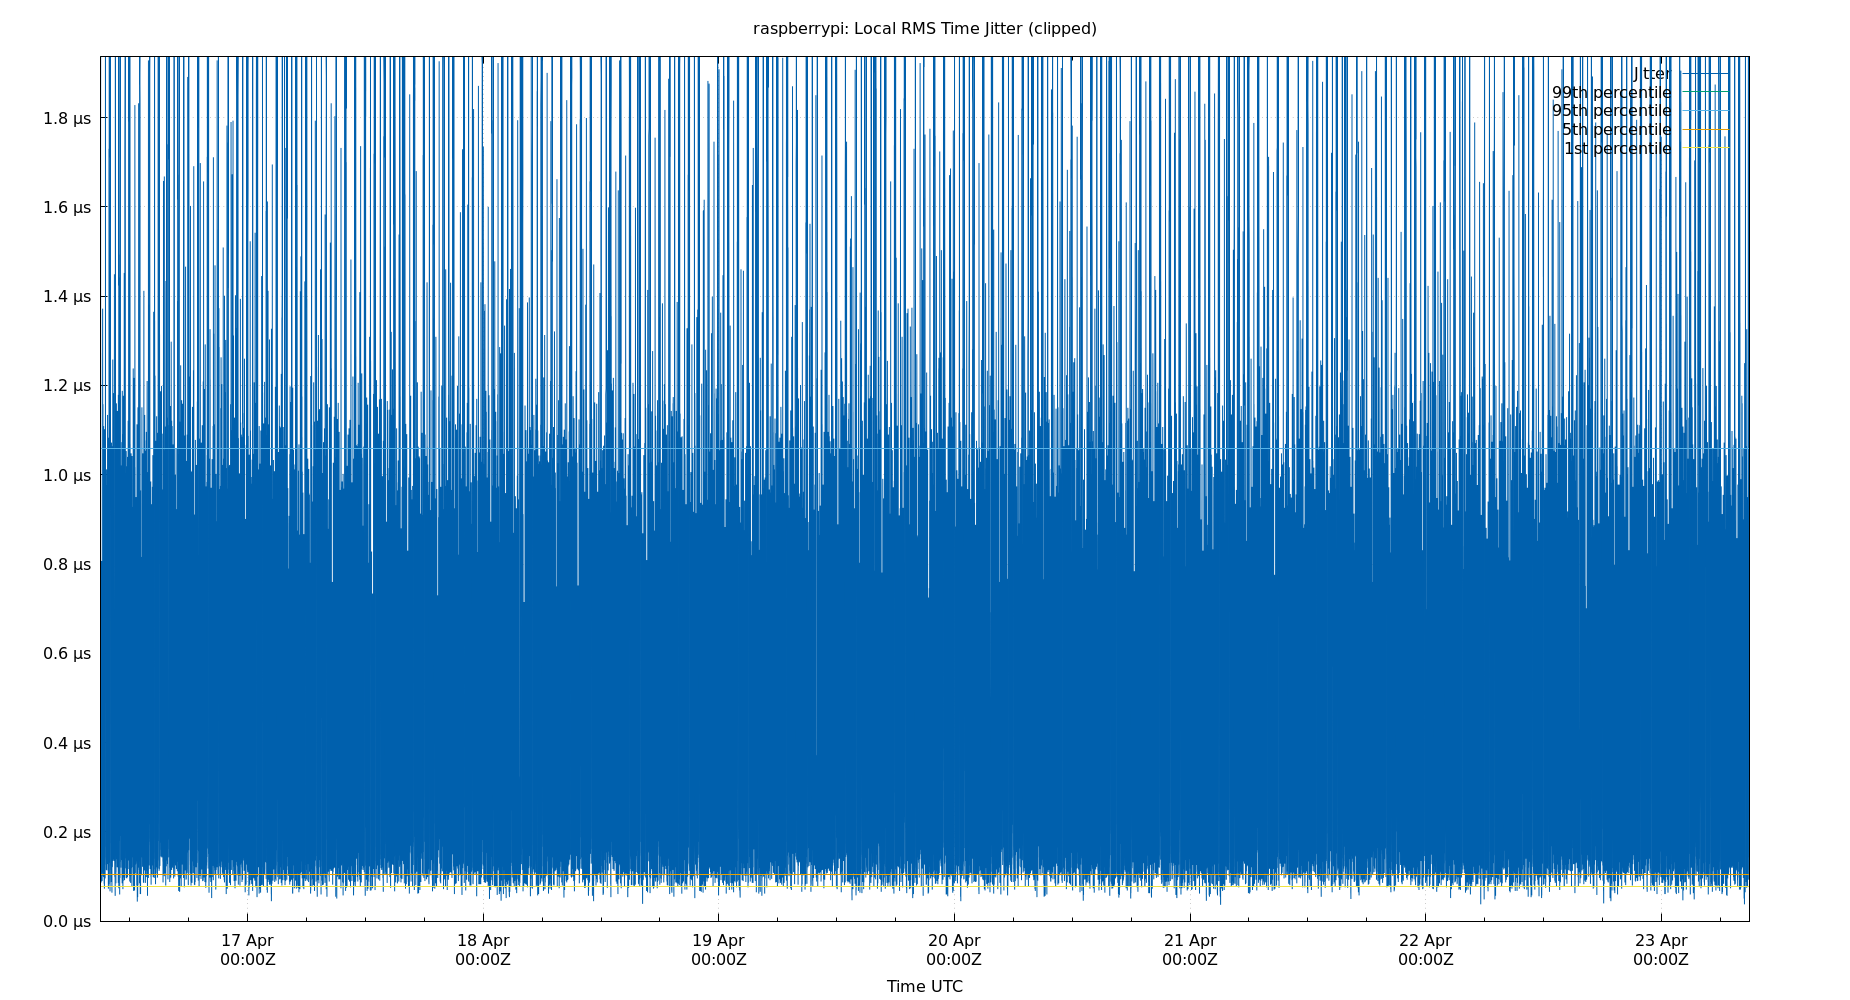 raspberrypi: Local RMS Time Jitter (clipped)
Jitter
99th percentile
95th percentile
5th percentile
1st percentile
1.8 µs
1.6 µs
1.4 µs
1.2 µs
1.0 µs
0.8 µs
0.6 µs
0.4 µs
0.2 µs
0.0 µs
17 Apr 18 Apr 19 Apr 20 Apr 21 Apr 22 Apr 23 Apr
00:00Z 00:00Z 00:00Z 00:00Z 00:00Z 00:00Z 00:00Z
Time UTC